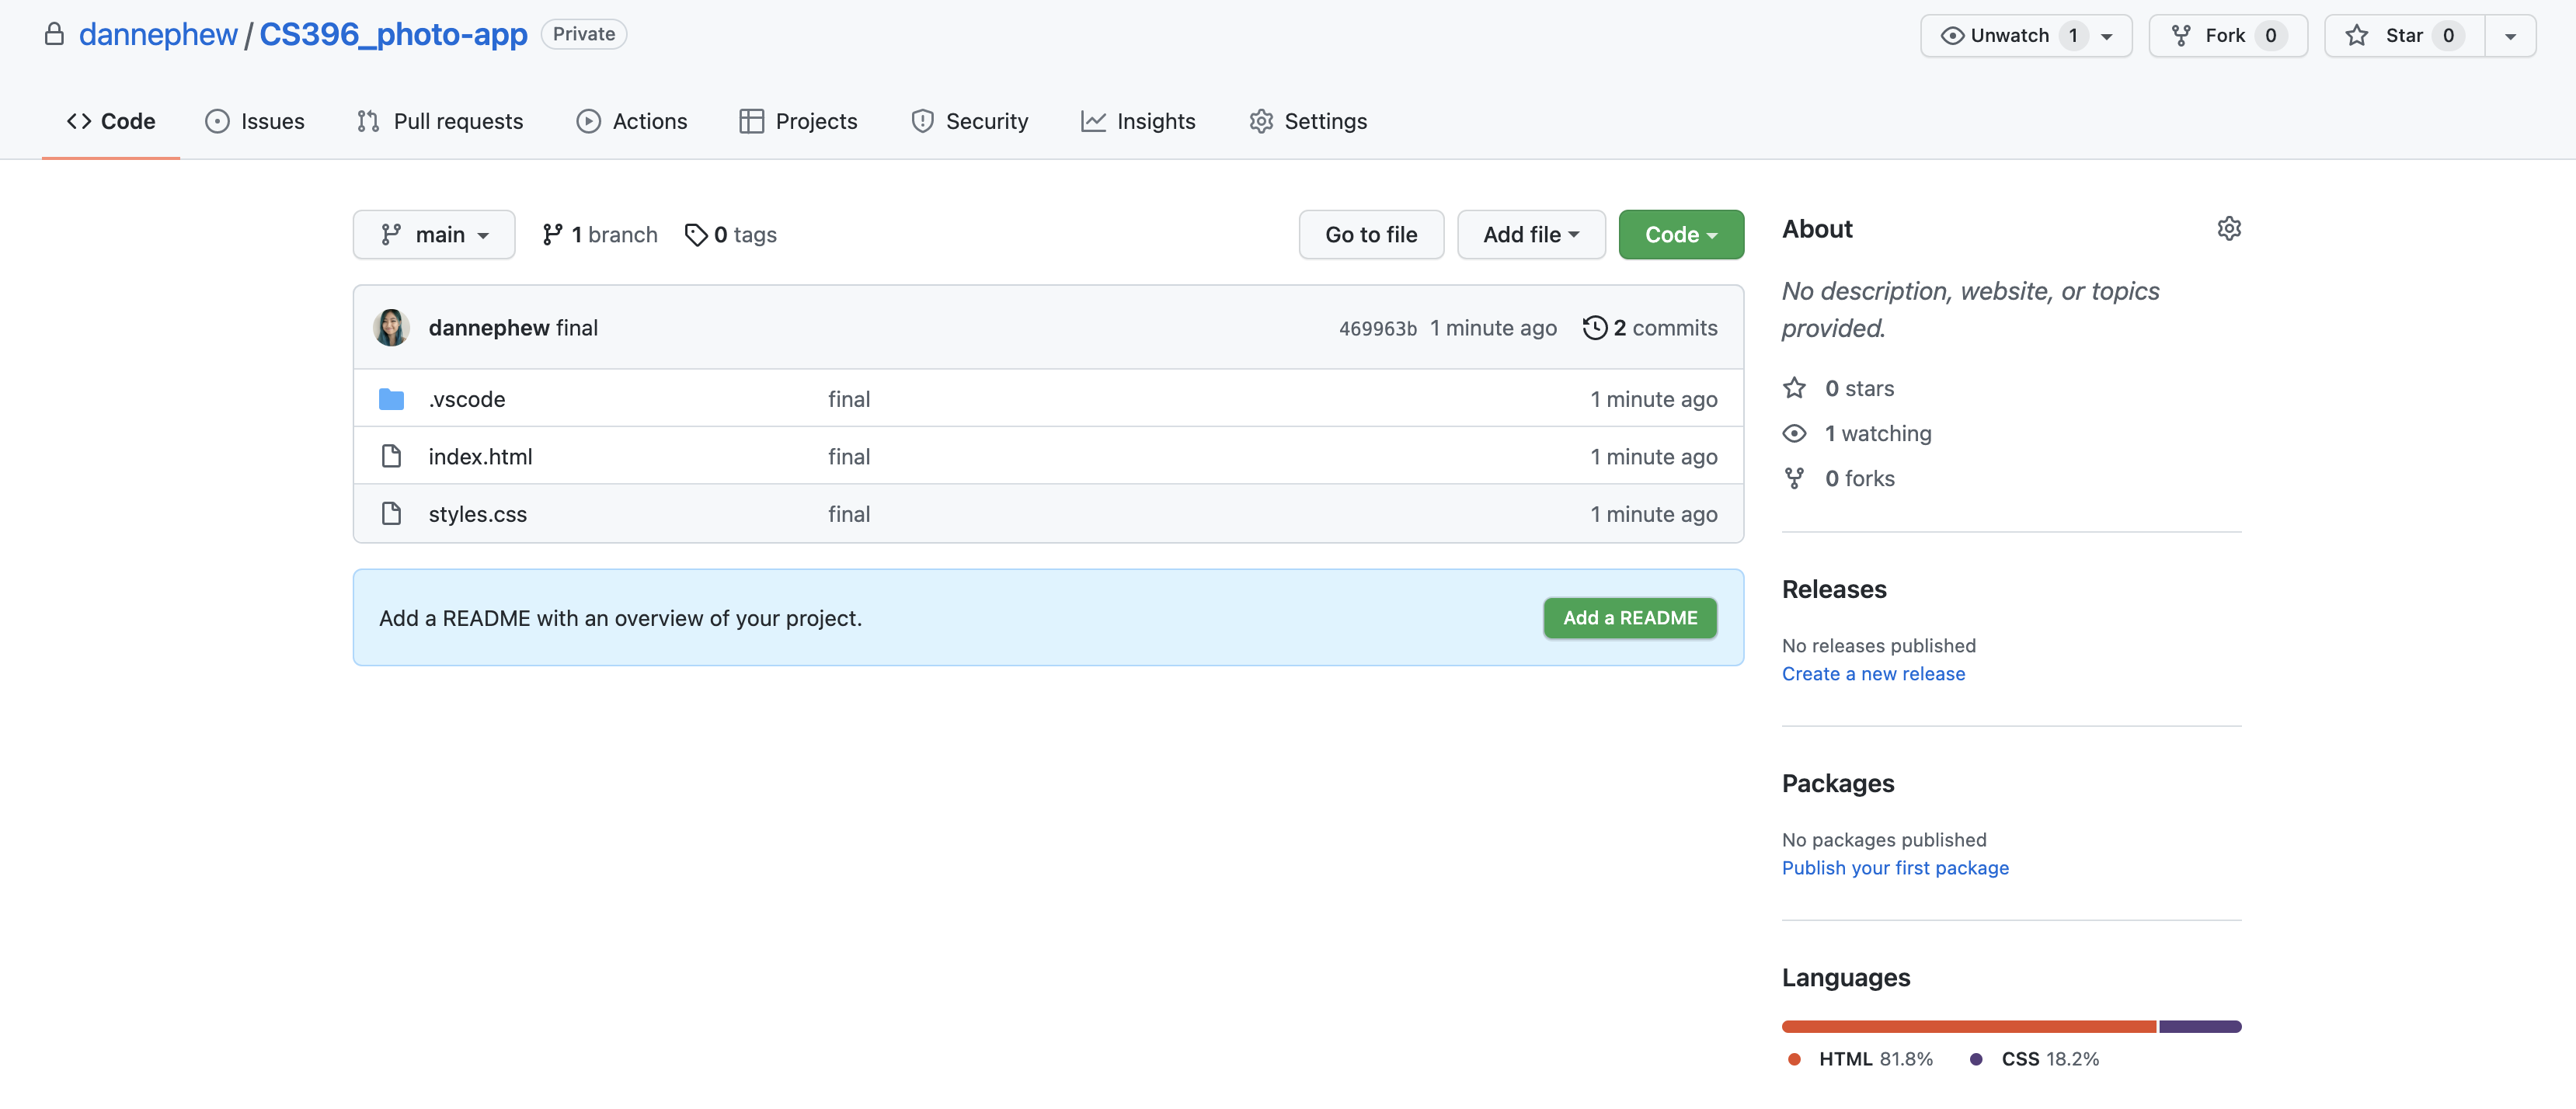 dannephew / CS396_photo-app Private
Unwatch 1 Fork 0 Star 0
Code Issues Pull requests Actions Projects Security Insights Settings
main 1 branch 0 tags Go to file Add file Code
dannephew final 469963b 1 minute ago 2 commits
.vscode final 1 minute ago
index.html final 1 minute ago
styles.css final 1 minute ago
Add a README with an overview of your project. Add a README
About
No description, website, or topics
provided.
0 stars
1 watching
0 forks
Releases
No releases published
Create a new release
Packages
No packages published
Publish your first package
Languages
HTML 81.8% CSS 18.2%